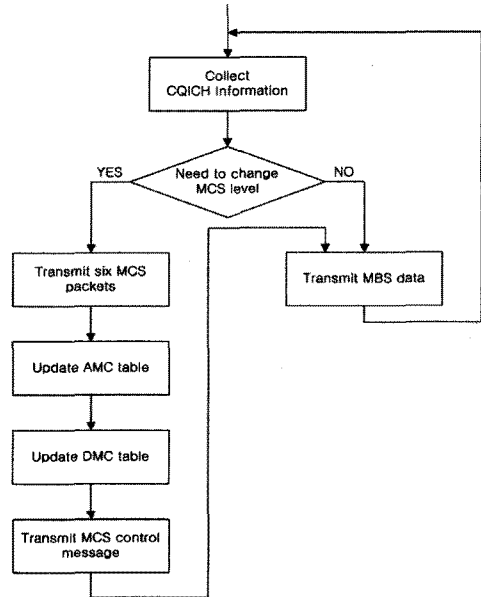 Collect
CQICH Information
Need to change
MCS level
YES
NO
Transmit six MCS
packets
Transmit MBS data
Update AMC table
Update DMC table
Transmit MCS control
message